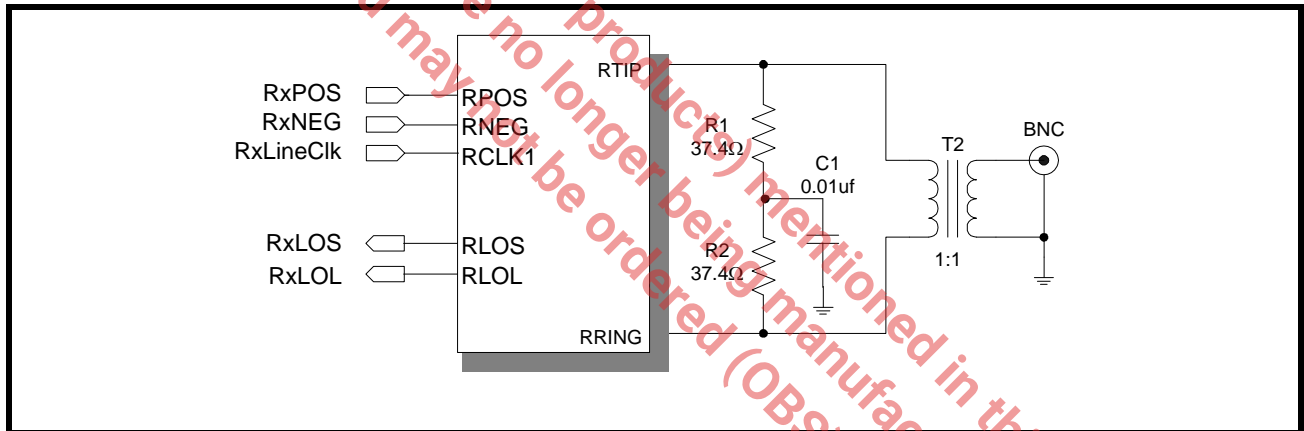 RTIP
RxPOS
RPOS
RxNEG
RNEG
RxLineClk
RCLK1
RxLOS
RLOS
RxLOL
RLOL
RRING
R1
37.4Ω
C1
0.01uf
R2
37.4Ω
T2
1:1
BNC
products) mentioned in th
e no longer being manufac
d may not be ordered (OBS